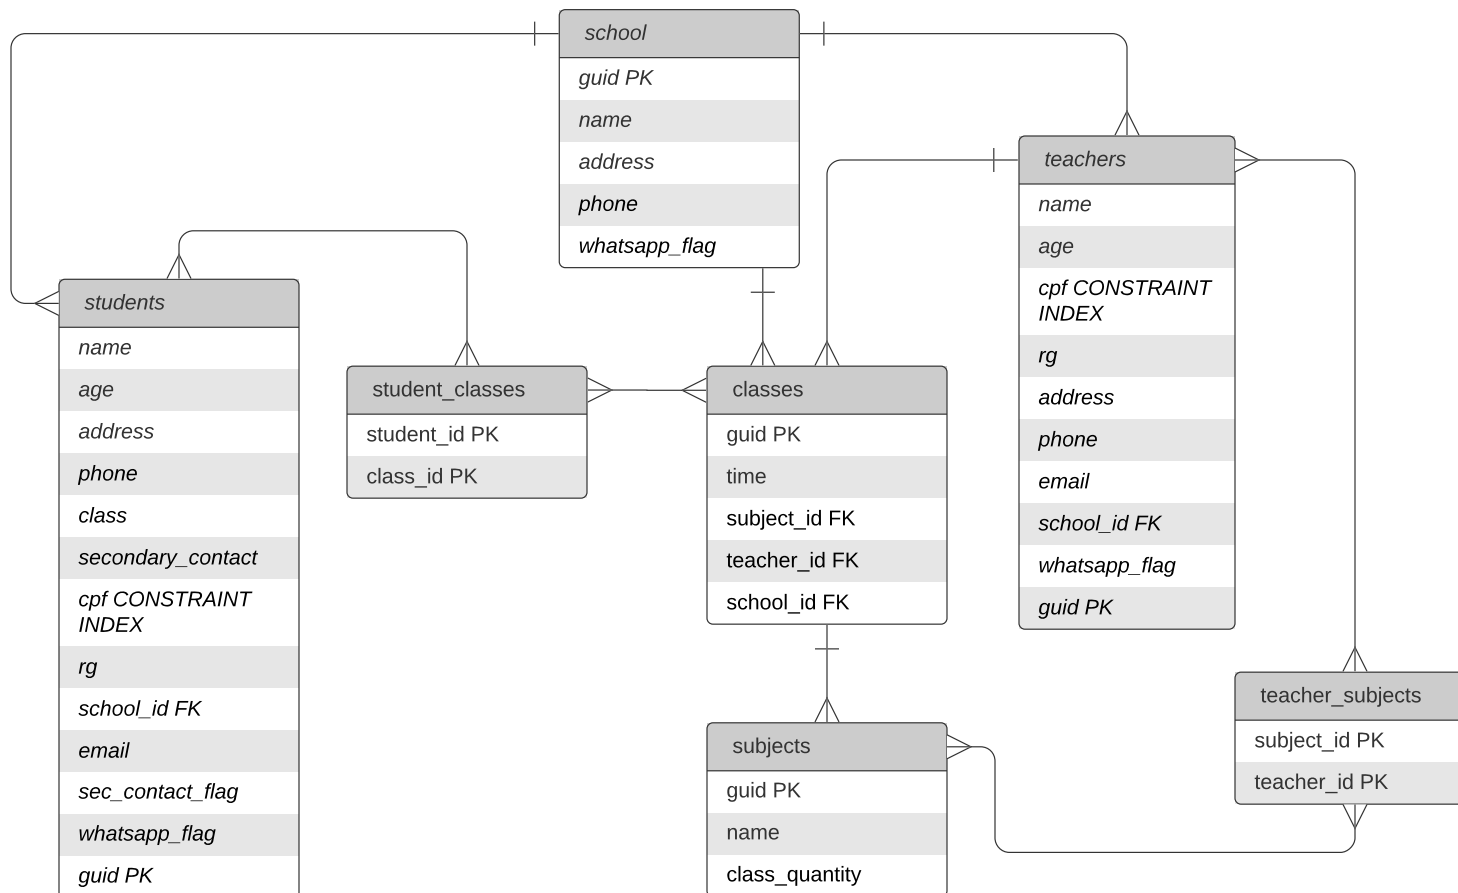 school
guid PK
name
address
phone
whatsapp_flag
teachers
name
age
cpf CONSTRAINT
INDEX
rg
address
phone
email
school_id FK
whatsapp_flag
guid PK
students
name
age
address
phone
class
secondary_contact
cpf CONSTRAINT
INDEX
rg
school_id FK
email
sec_contact_flag
whatsapp_flag
guid PK
student_classes
student_id PK
class_id PK
classes
guid PK
time
subject_id FK
teacher_id FK
school_id FK
subjects
guid PK
name
class_quantity
teacher_subjects
subject_id PK
teacher_id PK